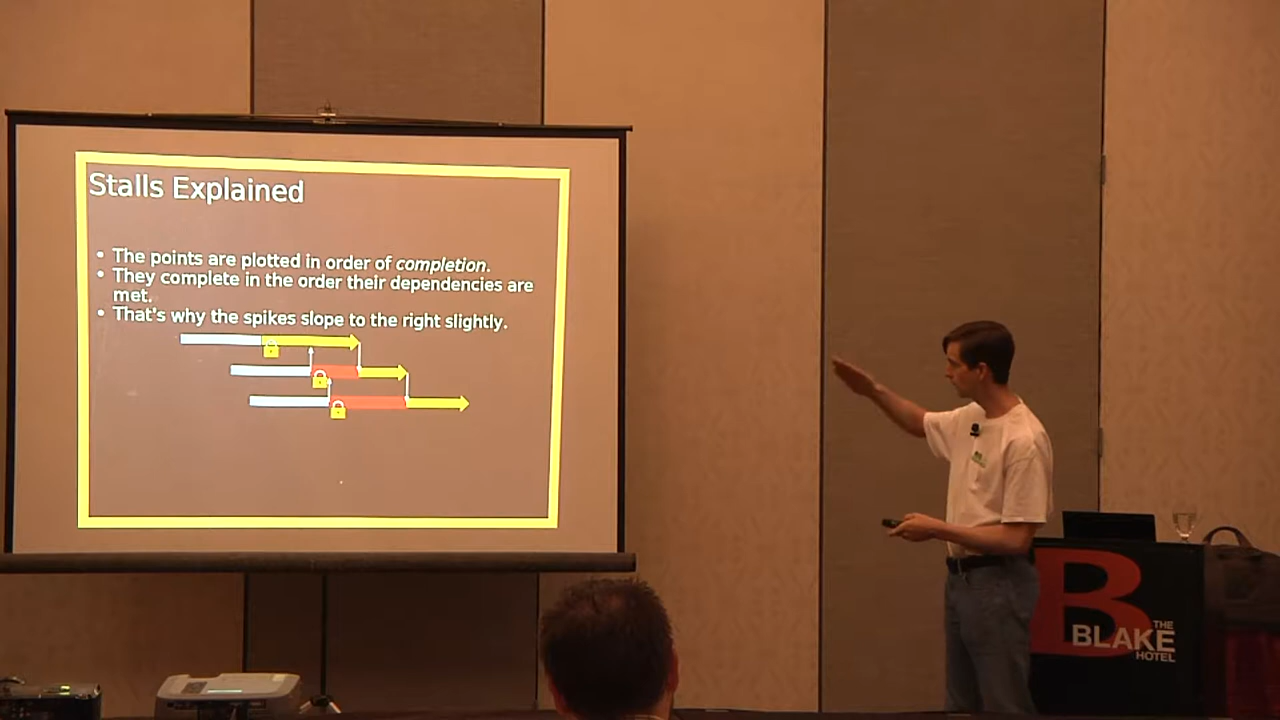 Stalls Explained
• The points are plotted in order of completion.
• They complete in the order their dependencies are
met.
• That's why the spikes slope to the right slightly.
B
THE
BLAKE
HOTEL